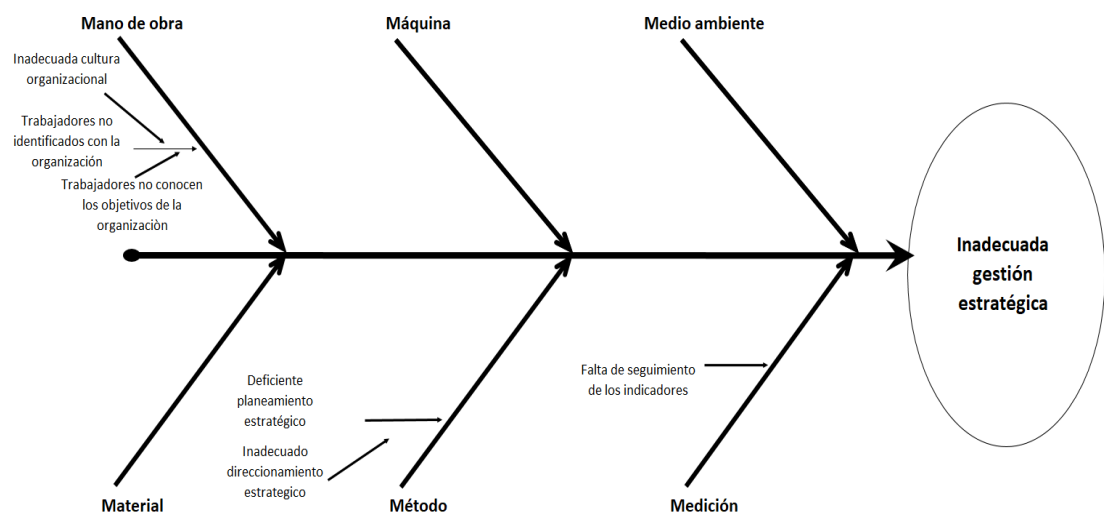 Mano de obra
Máquina
Medio ambiente
Inadecuada cultura
organizacional
Trabajadores no
identificados con la
organización
Trabajadores no conocen
los objetivos de la
organizaciòn
Inadecuada
gestión
estratégica
Falta de seguimiento
de los indicadores
Deficiente
planeamiento
estratégico
Inadecuado
direccionamiento
estrategico
Material
Método
Medición